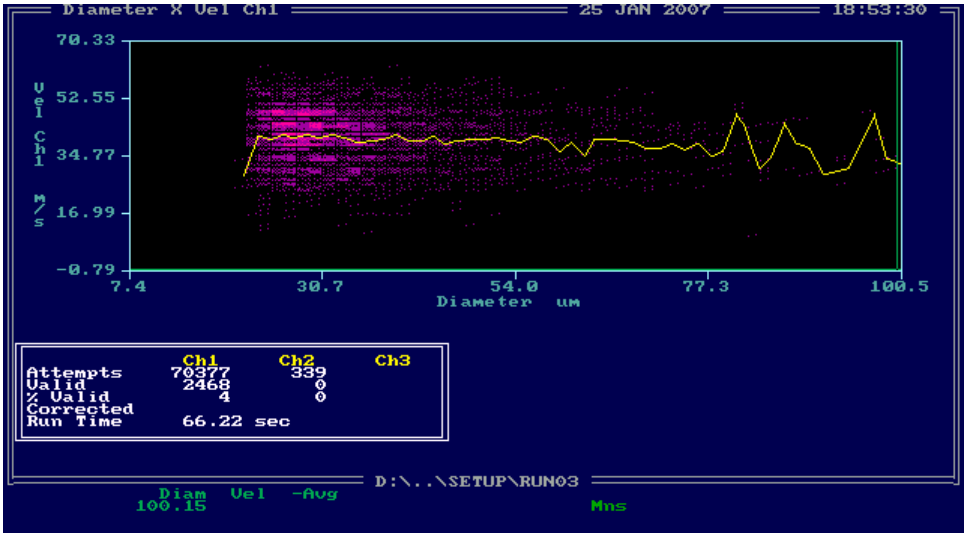 Diameter X Vel Ch1 25 JAN 2007 18:53:30
70.33
52.55
34.77
16.99
-0.79
Vel Ch1 M/s
7.4 30.7 54.0 77.3 100.5
Diameter um
Ch1 Ch2 Ch3
Attempts 70377 339
Valid 2468 0
% Valid 4 0
Corrected
Run Time 66.22 sec
D:\..\SETUP\RUN03
Diam Vel -Avg
100.15 Mns